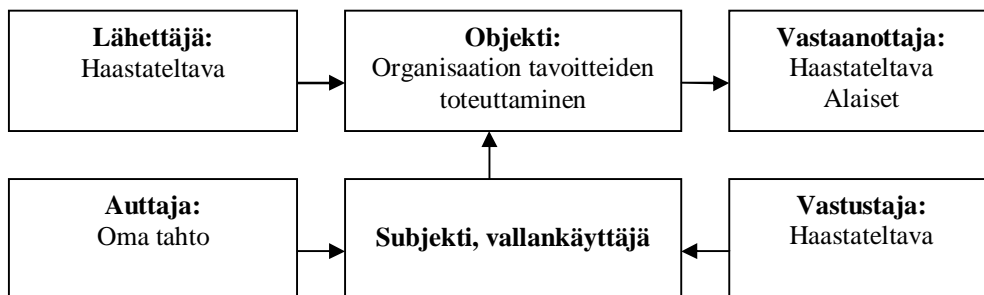 Lähettäjä:
Haastateltava
Objekti:
Organisaation tavoitteiden
toteuttaminen
Vastaanottaja:
Haastateltava
Alaiset
Auttaja:
Oma tahto
Subjekti, vallankäyttäjä
Vastustaja:
Haastateltava